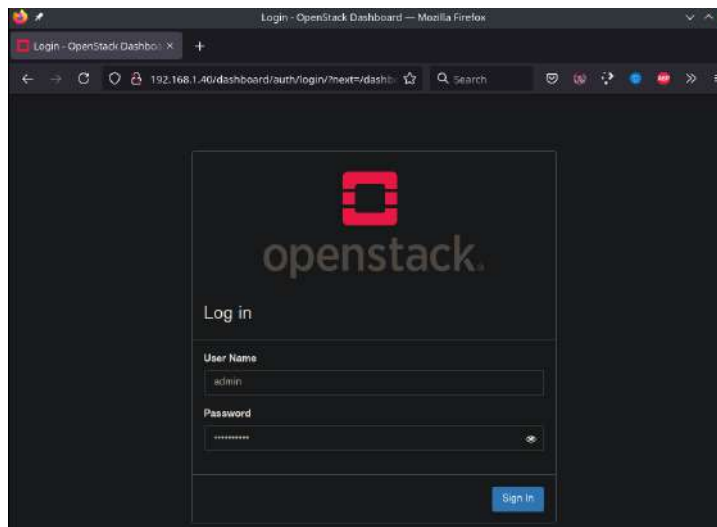 Login - OpenStack Dashboard — Mozilla Firefox
Login - OpenStack Dashbo
192.168.1.40/dashboard/auth/login/?next=/dashb
Search
ABP
openstack.
Log in
User Name
admin
Password
••••••••••
Sign In